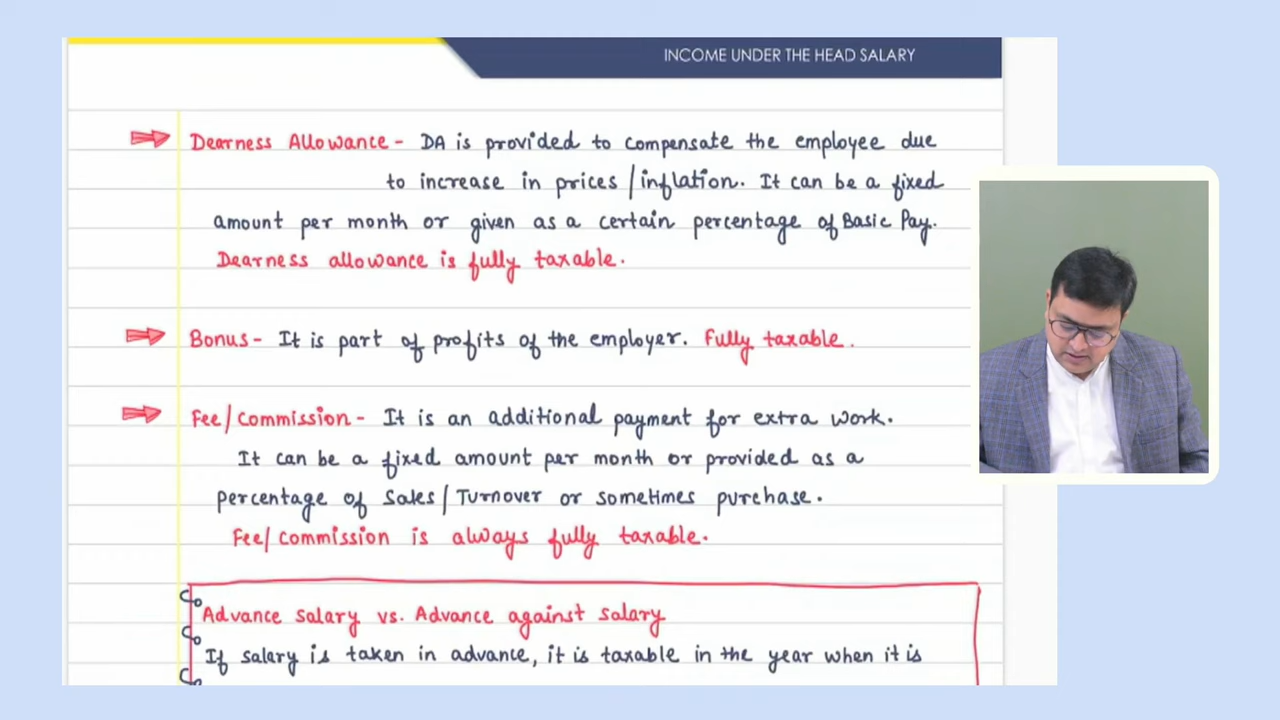 INCOME UNDER THE HEAD SALARY
Dearness Allowance - DA is provided to compensate the employee due
to increase in prices/inflation. It can be a fixed
amount per month or given as a certain percentage of Basic Pay.
Dearness allowance is fully taxable.
Bonus - It is part of profits of the employer. Fully taxable.
Fee/Commission - It is an additional payment for extra work.
It can be a fixed amount per month or provided as a
percentage of Sales/Turnover or sometimes purchase.
Fee/Commission is always fully taxable.
Advance salary vs. Advance against salary
If salary is taken in advance, it is taxable in the year when it is